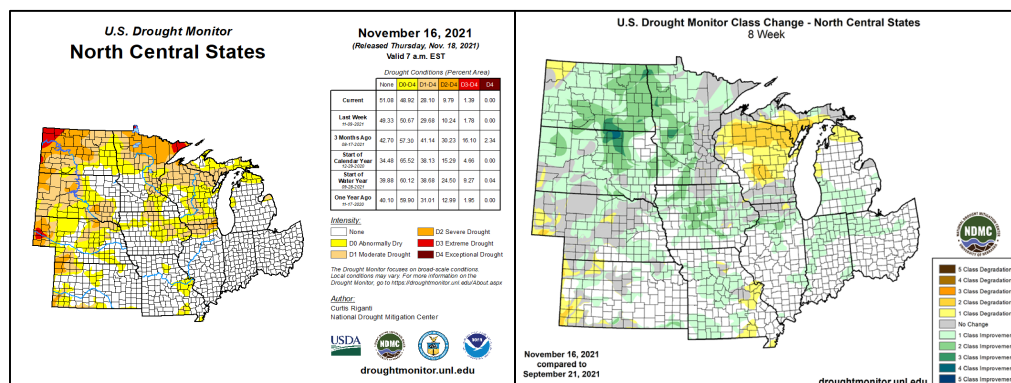 U.S. Drought Monitor
North Central States
November 16, 2021
(Released Thursday, Nov. 18, 2021)
Valid 7 a.m. EST
Drought Conditions (Percent Area)
None D0-D4 D1-D4 D2-D4 D3-D4 D4
Current 51.08 48.92 28.10 9.79 1.39 0.00
Last Week 11-09-2021 49.33 50.67 29.68 10.24 1.78 0.00
3 Months Ago 08-17-2021 42.70 57.30 41.14 30.23 16.10 2.34
Start of Calendar Year 12-29-2020 34.48 65.52 38.13 15.29 4.66 0.00
Start of Water Year 09-28-2021 39.88 60.12 38.68 24.50 9.27 0.04
One Year Ago 11-17-2020 40.10 59.90 31.01 12.99 1.95 0.00
Intensity:
None
D0 Abnormally Dry
D1 Moderate Drought
D2 Severe Drought
D3 Extreme Drought
D4 Exceptional Drought
The Drought Monitor focuses on broad-scale conditions.
Local conditions may vary. For more information on the
Drought Monitor, go to https://droughtmonitor.unl.edu/About.aspx
Author:
Curtis Riganti
National Drought Mitigation Center
USDA
NDMC
droughtmonitor.unl.edu
U.S. Drought Monitor Class Change - North Central States
8 Week
NDMC
5 Class Degradation
4 Class Degradation
3 Class Degradation
2 Class Degradation
1 Class Degradation
No Change
1 Class Improvement
2 Class Improvement
3 Class Improvement
4 Class Improvement
5 Class Improvement
November 16, 2021
compared to
September 21, 2021
droughtmonitor.unl.edu